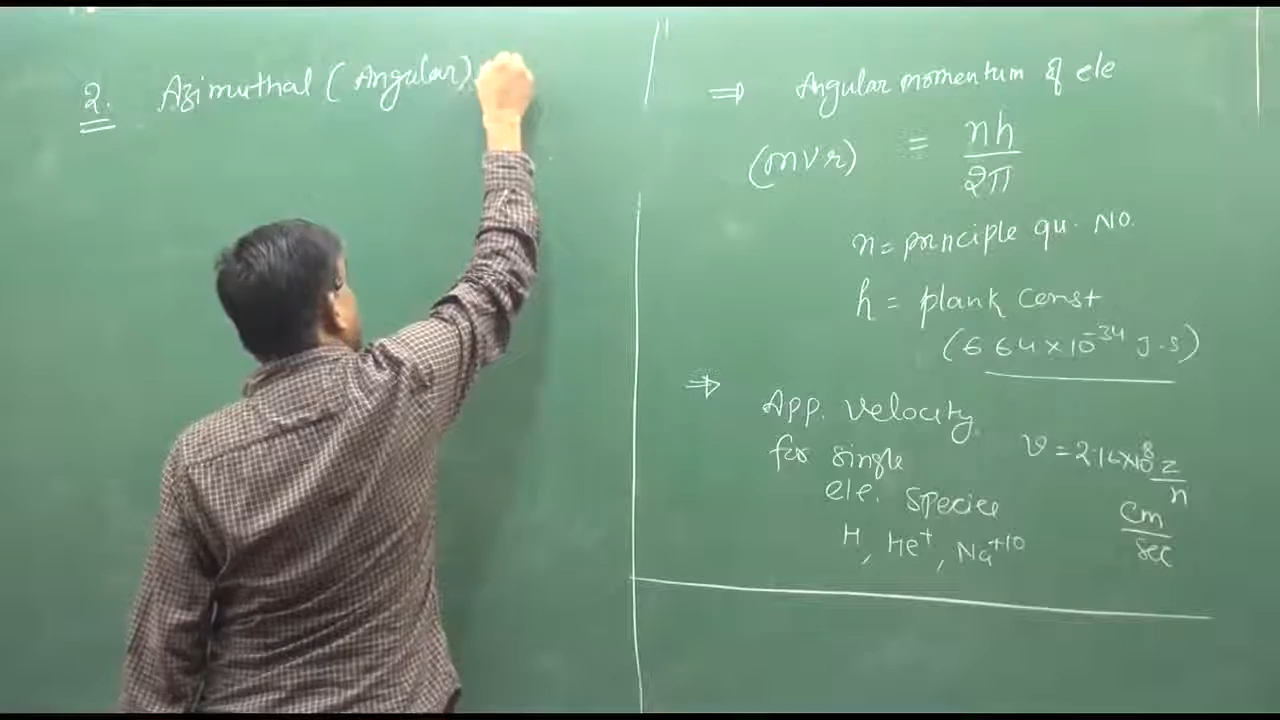 2. Azimuthal (Angular)
⇒ Angular momentum of ele
(mvr) = nh/2π
n = principle qu. No.
h = plank const
(6.64×10⁻³⁴ J.s)
⇒ App. velocity
for single
ele. species
H, He⁺, Na⁺¹⁰
v = 2.16×10⁸ z/n
cm/sec